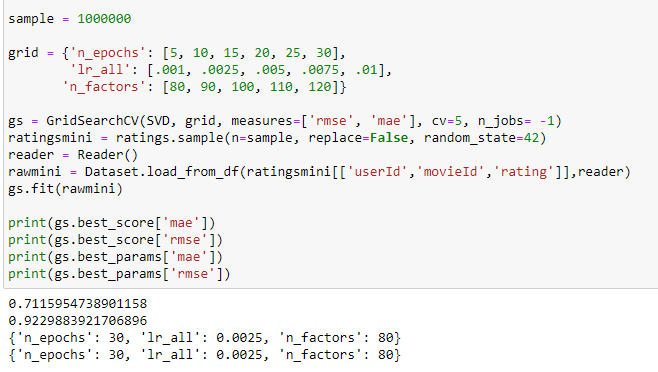 sample = 1000000
grid = {'n_epochs': [5, 10, 15, 20, 25, 30],
'lr_all': [.001, .0025, .005, .0075, .01],
'n_factors': [80, 90, 100, 110, 120]}
gs = GridSearchCV(SVD, grid, measures=['rmse', 'mae'], cv=5, n_jobs= -1)
ratingsmini = ratings.sample(n=sample, replace=False, random_state=42)
reader = Reader()
rawmini = Dataset.load_from_df(ratingsmini[['userId','movieId','rating']],reader)
gs.fit(rawmini)
print(gs.best_score['mae'])
print(gs.best_score['rmse'])
print(gs.best_params['mae'])
print(gs.best_params['rmse'])
0.7115954738901158
0.9229883921706896
{'n_epochs': 30, 'lr_all': 0.0025, 'n_factors': 80}
{'n_epochs': 30, 'lr_all': 0.0025, 'n_factors': 80}